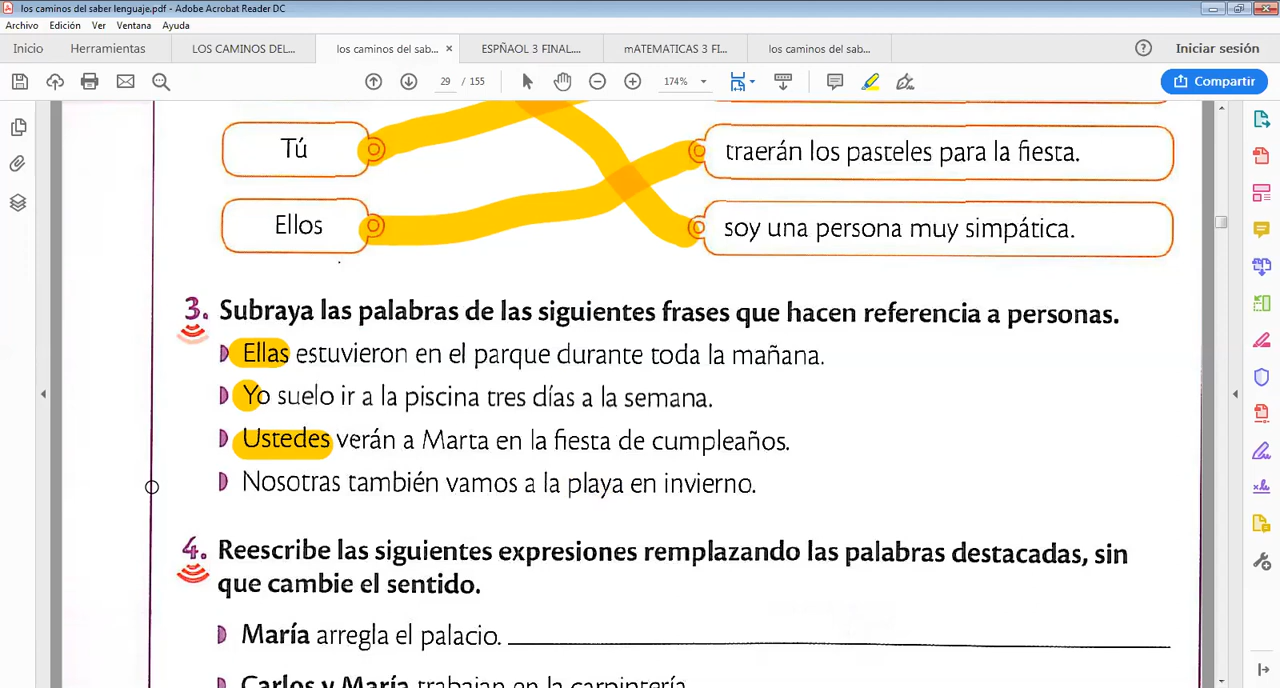 los caminos del saber lenguaje.pdf - Adobe Acrobat Reader DC
Archivo Edición Ver Ventana Ayuda
Inicio Herramientas LOS CAMINOS DEL... los caminos del sab... × ESPÑAOL 3 FINAL.... mATEMATICAS 3 FI... los caminos del sab... Iniciar sesión
29 / 155 174% Compartir
Tú traerán los pasteles para la fiesta.
Ellos soy una persona muy simpática.
3. Subraya las palabras de las siguientes frases que hacen referencia a personas.
Ellas estuvieron en el parque durante toda la mañana.
Yo suelo ir a la piscina tres días a la semana.
Ustedes verán a Marta en la fiesta de cumpleaños.
Nosotras también vamos a la playa en invierno.
4. Reescribe las siguientes expresiones remplazando las palabras destacadas, sin
que cambie el sentido.
María arregla el palacio.
Carlos y María trabajan en la carpintería